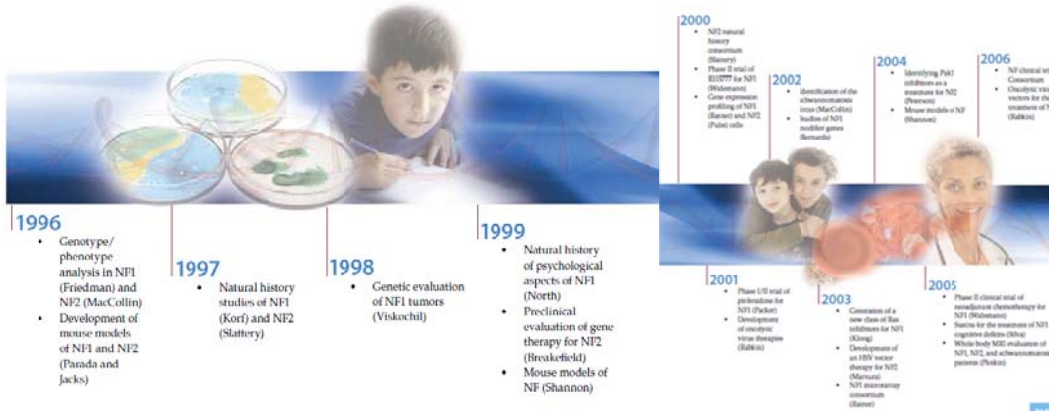 1996
• Genotype/
phenotype
analysis in NF1
(Friedman) and
NF2 (MacCollin)
• Development of
mouse models
of NF1 and NF2
(Parada and
Jacks)
1997
• Natural history
studies of NF1
(Korf) and NF2
(Slattery)
1998
• Genetic evaluation
of NF1 tumors
(Viskochil)
1999
• Natural history
of psychological
aspects of NF1
(North)
• Preclinical
evaluation of gene
therapy for NF2
(Breakefield)
• Mouse models of
NF (Shannon)
2000
• NF2 natural
history
consortium
(Slattery)
• Phase II trial of
for NF1
(Widemann)
• Gene expression
profiling of NF1
(Ratner) and NF2
(Pulst) cells
2001
• Phase I/II trial of
pirfenidone for
NF1 (Packer)
• Development
of oncolytic
virus therapies
(Rabkin)
2002
• Identification of the
schwannomatosis
locus (MacCollin)
• Studies of NF1
modifier genes
(Bernards)
2003
• Generation of a
new class of Ras
inhibitors for NF1
• Development of
an HSV vector
therapy for NF2
• NF1 microarray
consortium
(Ratner)
2004
• Identifying Pak1
inhibitors as a
treatment for NF2
(Peterson)
• Mouse models of NF
(Shannon)
2005
• Phase II clinical trial of
neoadjuvant chemotherapy for
NF1 (Widemann)
• Statins for the treatment of NF1
cognitive deficits (Silva)
• Whole body MRI evaluation of
NF1, NF2, and schwannomatosis
patients (Plotkin)
2006
• NF clinical
Consortium
• Oncolytic
vectors for the
treatment of
(Rabkin)